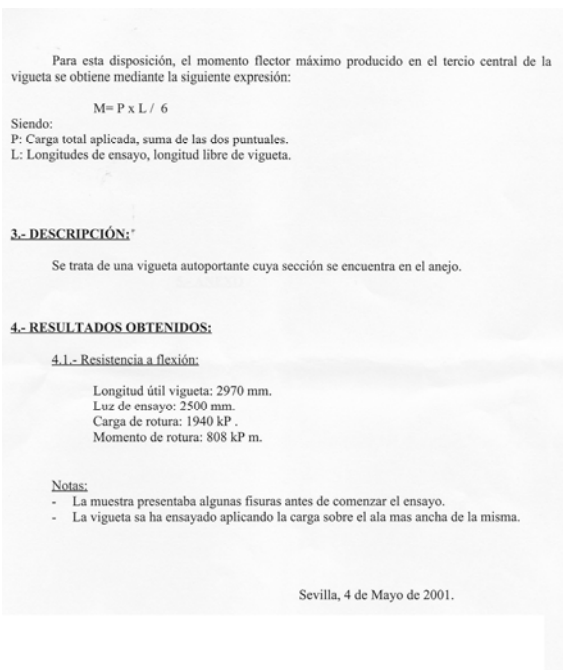 Para esta disposición, el momento flector máximo producido en el tercio central de la
vigueta se obtiene mediante la siguiente expresión:
M= P x L / 6
Siendo:
P: Carga total aplicada, suma de las dos puntuales.
L: Longitudes de ensayo, longitud libre de vigueta.
3.- DESCRIPCIÓN:
Se trata de una vigueta autoportante cuya sección se encuentra en el anejo.
4.- RESULTADOS OBTENIDOS:
4.1.- Resistencia a flexión:
Longitud útil vigueta: 2970 mm.
Luz de ensayo: 2500 mm.
Carga de rotura: 1940 kP .
Momento de rotura: 808 kP m.
Notas:
- La muestra presentaba algunas fisuras antes de comenzar el ensayo.
- La vigueta sa ha ensayado aplicando la carga sobre el ala mas ancha de la misma.
Sevilla, 4 de Mayo de 2001.